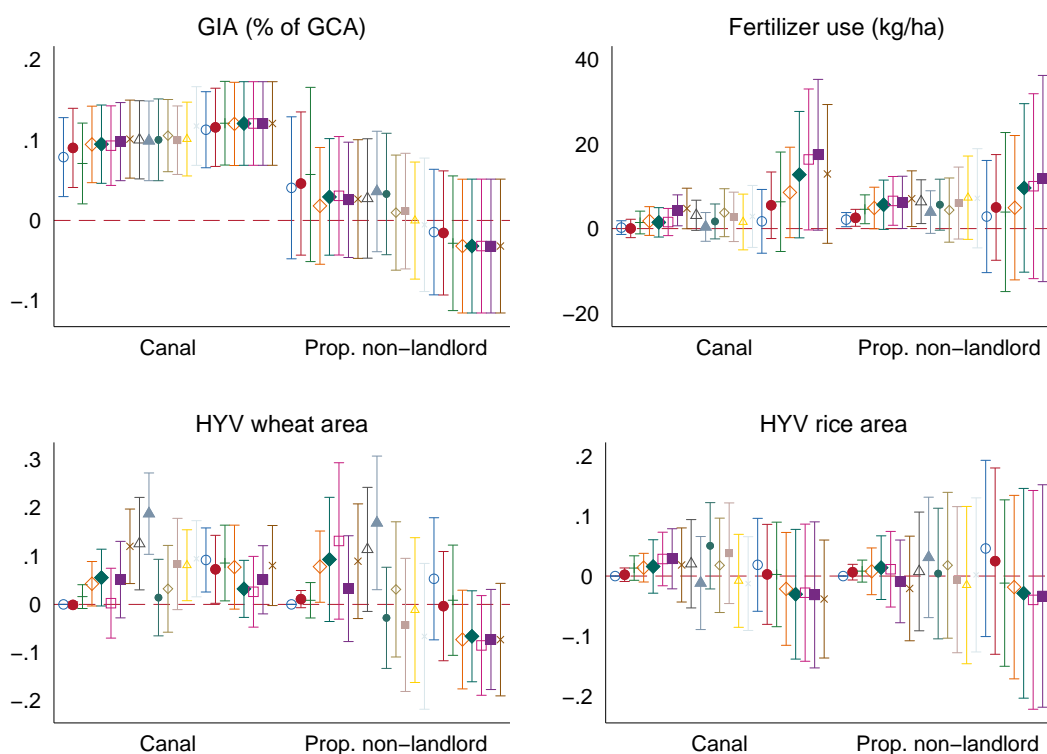 GIA (% of GCA)
.2
.1
0
−.1
Canal
Prop. non−landlord
Fertilizer use (kg/ha)
40
20
0
−20
Canal
Prop. non−landlord
HYV wheat area
.3
.2
.1
0
−.1
−.2
Canal
Prop. non−landlord
HYV rice area
.2
.1
0
−.1
−.2
Canal
Prop. non−landlord